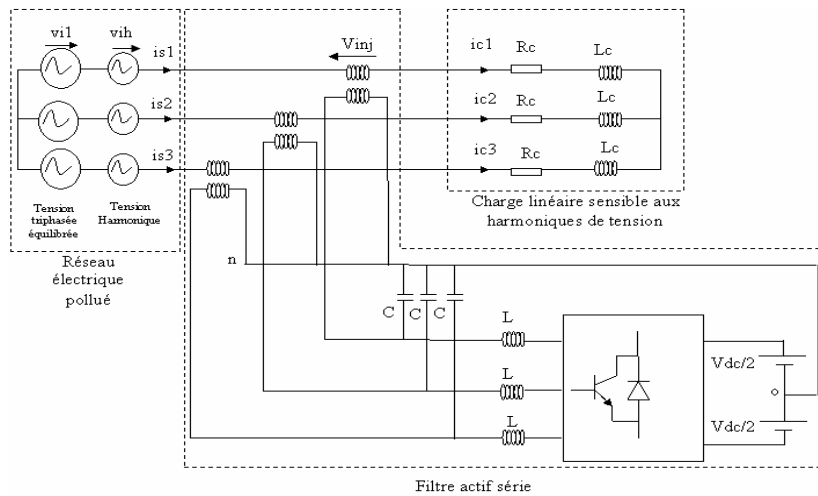 vi1
vih
is1
is2
is3
Tension
triphasée
équilibrée
Tension
Harmonique
Réseau
électrique
pollué
Vinj
ic1
Rc
Lc
ic2
Rc
Lc
ic3
Rc
Lc
Charge linéaire sensible aux
harmoniques de tension
n
C
C
C
L
L
L
Vdc/2
o
Vdc/2
Filtre actif série